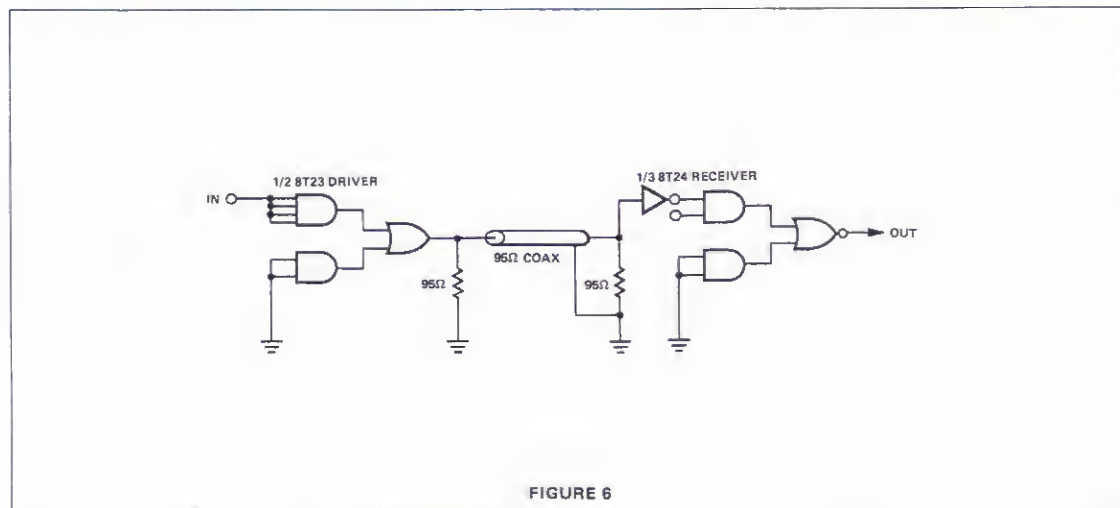 1/2 8T23 DRIVER
1/3 8T24 RECEIVER
IN
OUT
95Ω COAX
95Ω
95Ω
FIGURE 6